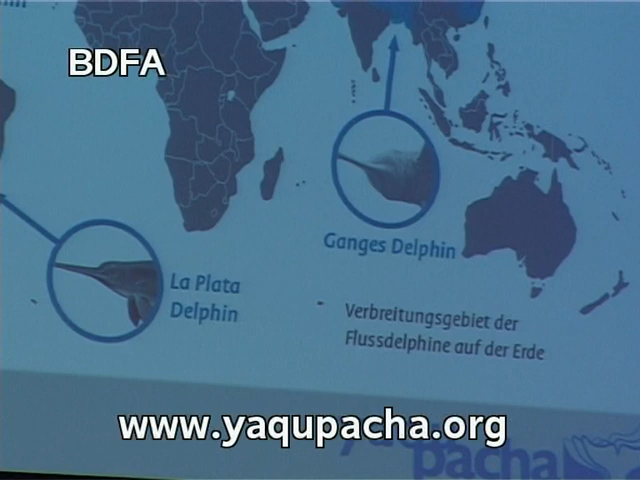 BDFA
Ganges Delphin
La Plata
Delphin
Verbreitungsgebiet der
Flussdelphine auf der Erde
www.yaqupacha.org
pacha